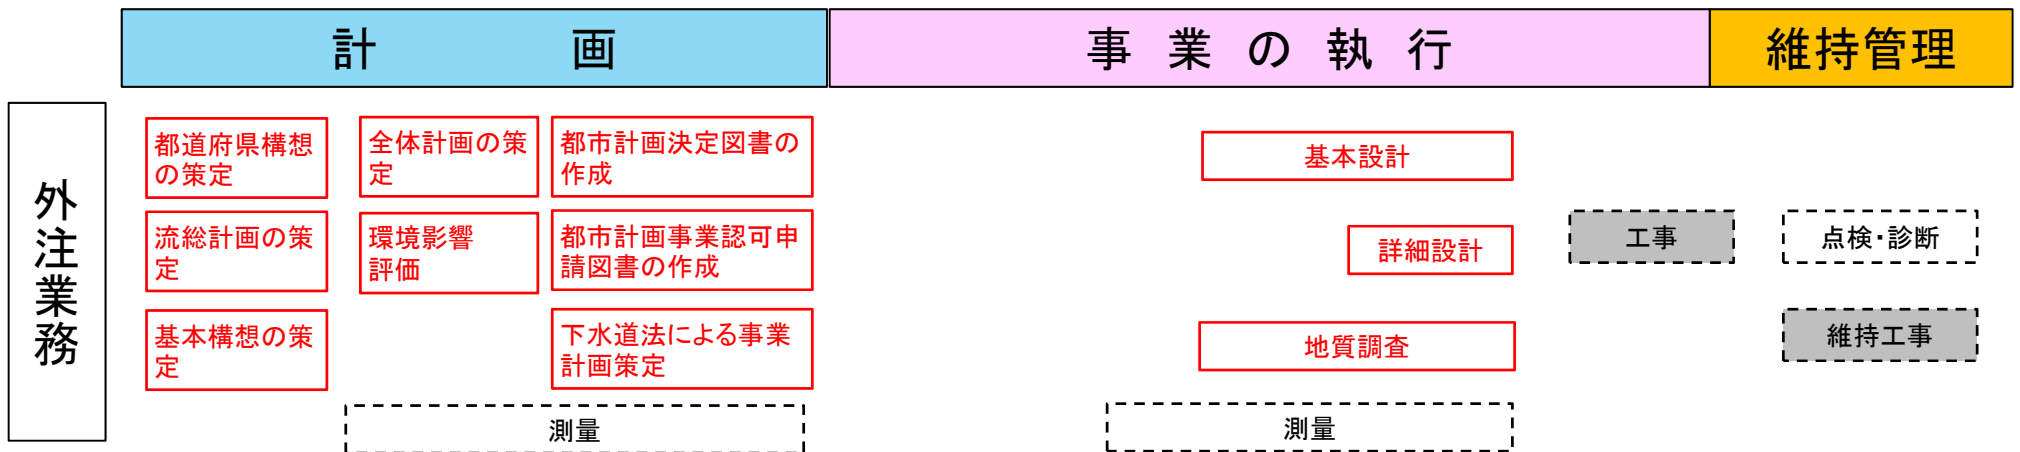 計画
事業の執行
維持管理
外注業務
都道府県構想
の策定
全体計画の策
定
都市計画決定図書の
作成
基本設計
流総計画の策
定
環境影響
評価
都市計画事業認可申
請図書の作成
詳細設計
工事
点検・診断
基本構想の策
定
下水道法による事業
計画策定
地質調査
維持工事
測量
測量